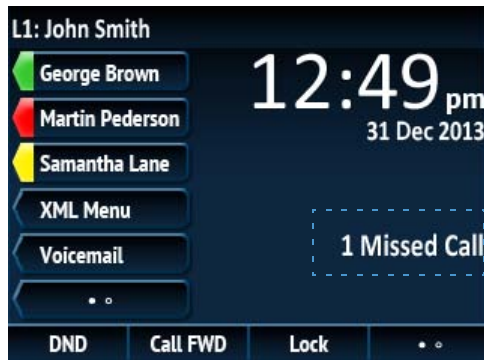 L1: John Smith
George Brown
12:49 pm
Martin Pederson
31 Dec 2013
Samantha Lane
XML Menu
1 Missed Call
Voicemail
DND Call FWD Lock